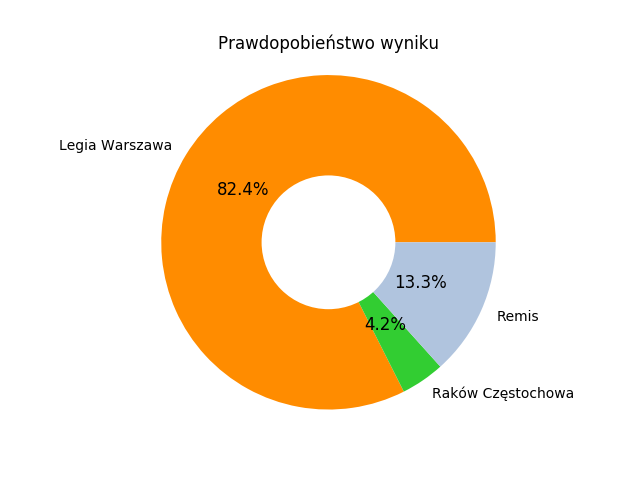 Prawdopobieństwo wyniku
Legia Warszawa
82.4%
13.3%
Remis
4.2%
Raków Częstochowa